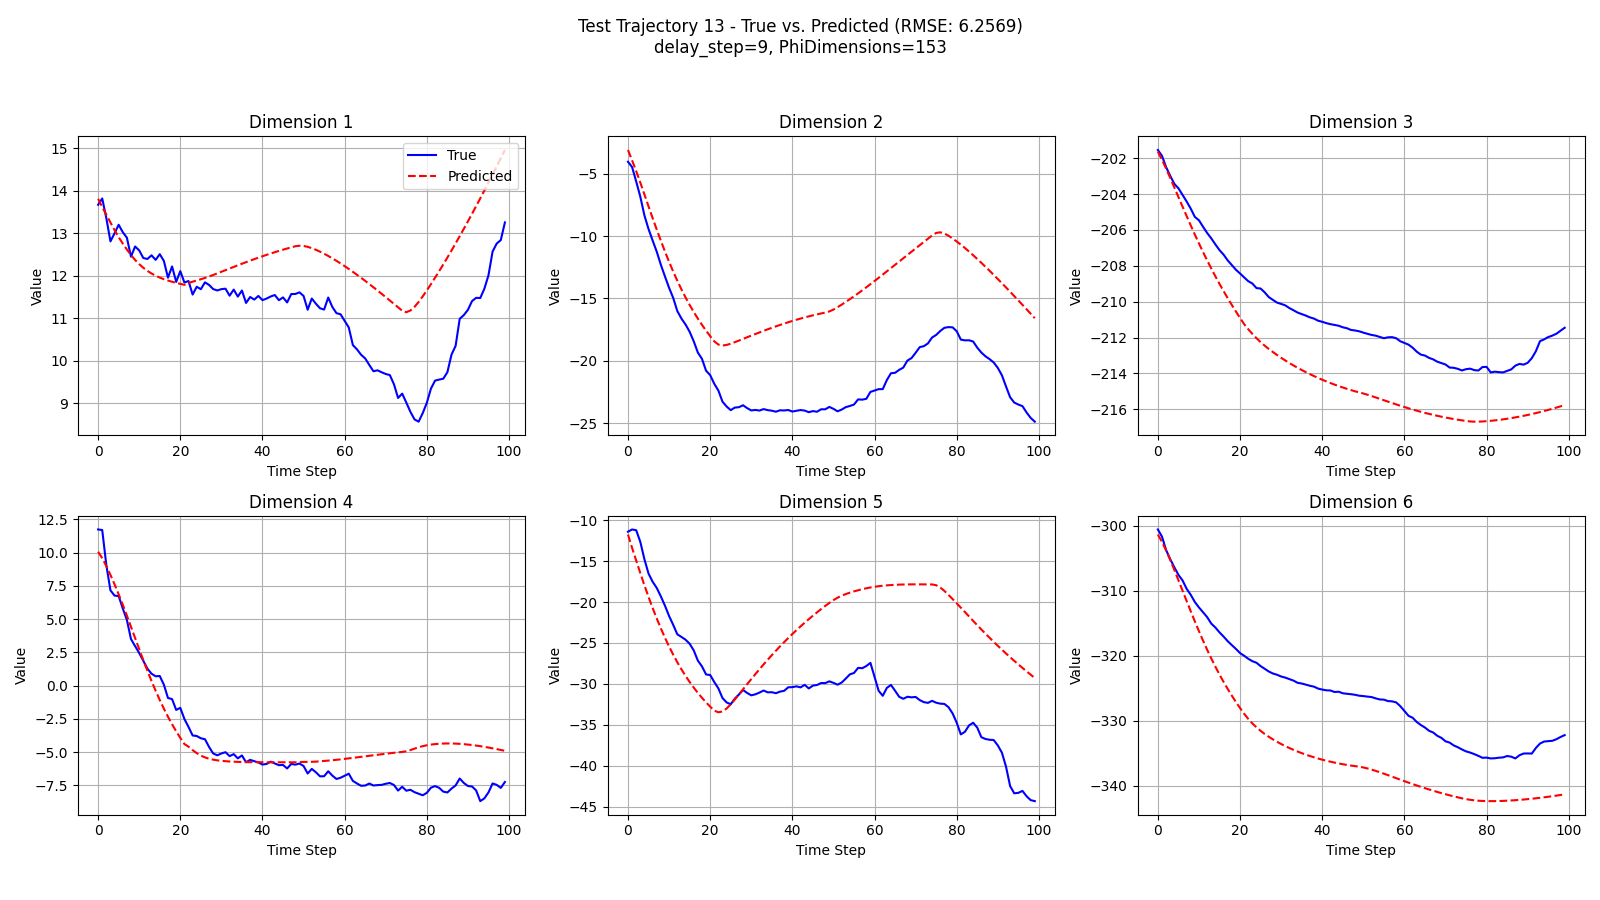 Test Trajectory 13 - True vs. Predicted (RMSE: 6.2569)
delay_step=9, PhiDimensions=153
Dimension 1
Value
15
14
13
12
11
10
9
0 20 40 60 80 100
Time Step
True
Predicted
Dimension 2
Value
−5
−10
−15
−20
−25
0 20 40 60 80 100
Time Step
Dimension 3
Value
−202
−204
−206
−208
−210
−212
−214
−216
0 20 40 60 80 100
Time Step
Dimension 4
Value
12.5
10.0
7.5
5.0
2.5
0.0
−2.5
−5.0
−7.5
0 20 40 60 80 100
Time Step
Dimension 5
Value
−10
−15
−20
−25
−30
−35
−40
−45
0 20 40 60 80 100
Time Step
Dimension 6
Value
−300
−310
−320
−330
−340
0 20 40 60 80 100
Time Step